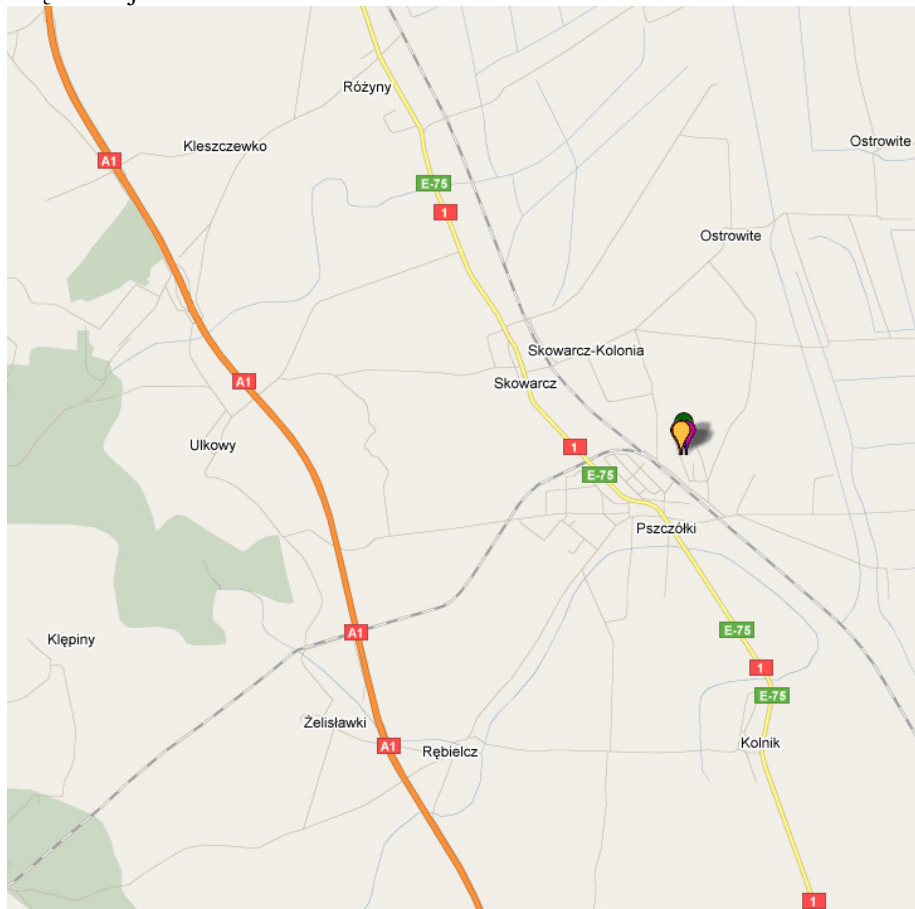 Różyny
Kleszczewko
Ostrowite
A1
E-75
1
Ostrowite
Skowarcz-Kolonia
A1
Skowarcz
Ulkowy
1
E-75
Pszczółki
A1
E-75
Klępiny
1
E-75
Żelisławki
A1
Rębielcz
Kolnik
1